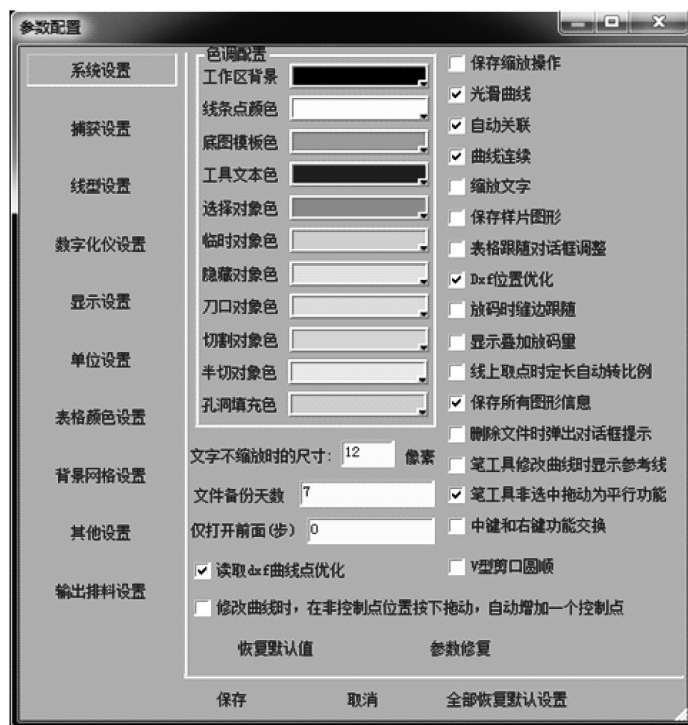 参数配置
系统设置
捕获设置
线型设置
数字化仪设置
显示设置
单位设置
表格颜色设置
背景网格设置
其他设置
输出排料设置
色调配置
工作区背景
线条点颜色
底图模板色
工具文本色
选择对象色
临时对象色
隐藏对象色
刀口对象色
切割对象色
半切对象色
孔洞填充色
文字不缩放时的尺寸: 12 像素
文件备份天数 7
仅打开前面(步) 0
读取dxf曲线点优化
保存缩放操作
光滑曲线
自动关联
曲线连续
缩放文字
保存样片图形
表格跟随对话框调整
Dxf位置优化
放码时缝边跟随
显示叠加放码量
线上取点时定长自动转比例
保存所有图形信息
删除文件时弹出对话框提示
笔工具修改曲线时显示参考线
笔工具非选中拖动为平行功能
中键和右键功能交换
V型剪口圆顺
修改曲线时，在非控制点位置按下拖动，自动增加一个控制点
恢复默认值 参数修复
保存 取消 全部恢复默认设置